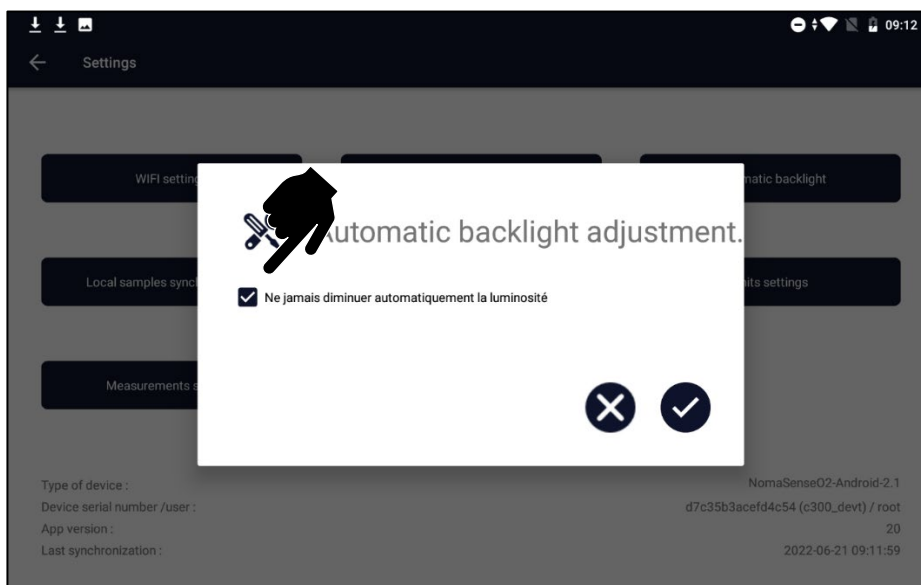 09:12
Settings
WIFI setting
matic backlight
utomatic backlight adjustment.
Local samples syncl
its settings
Ne jamais diminuer automatiquement la luminosité
Measurements s
Type of device :
NomaSenseO2-Android-2.1
Device serial number /user :
d7c35b3acefd4c54 (c300_devt) / root
App version :
20
Last synchronization :
2022-06-21 09:11:59